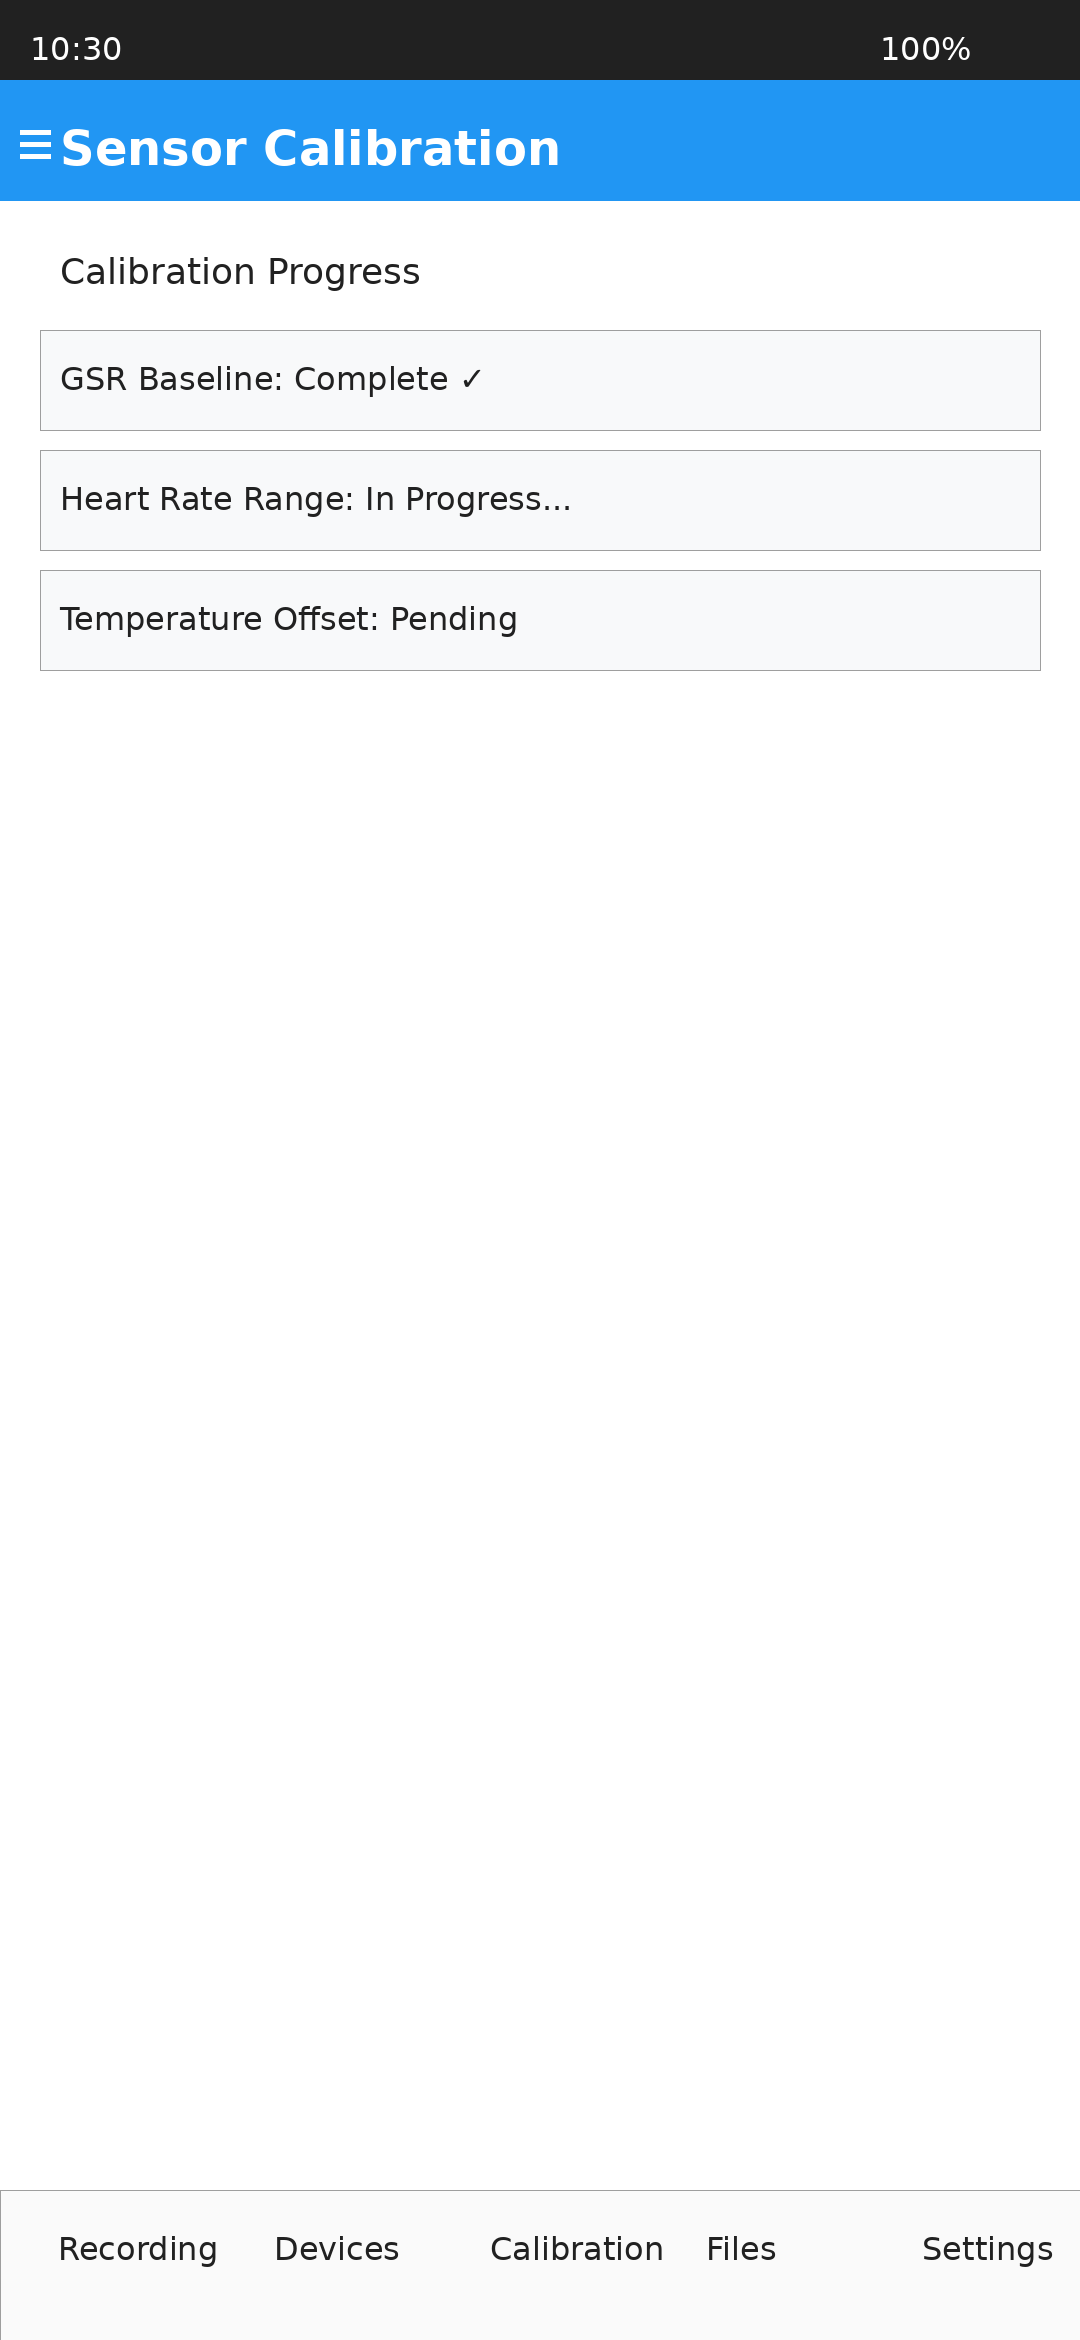 10:30 100%
Sensor Calibration
Calibration Progress
GSR Baseline: Complete ✓
Heart Rate Range: In Progress...
Temperature Offset: Pending
Recording Devices Calibration Files Settings